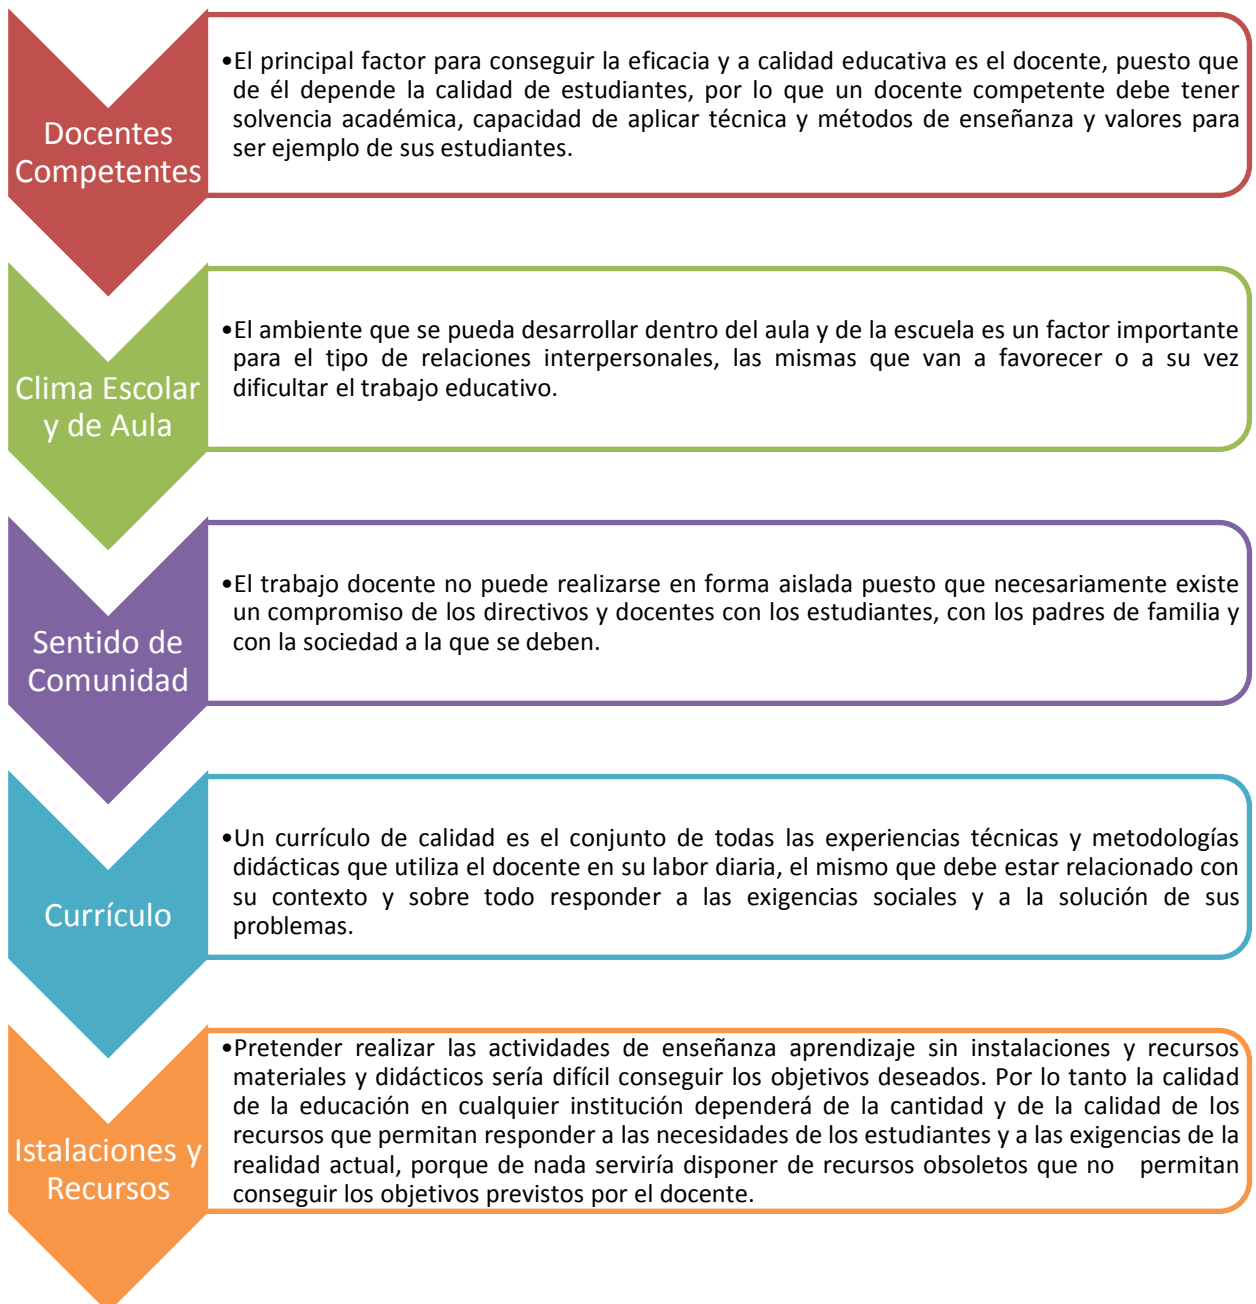 Docentes
Competentes
•El principal factor para conseguir la eficacia y a calidad educativa es el docente, puesto que
de él depende la calidad de estudiantes, por lo que un docente competente debe tener
solvencia académica, capacidad de aplicar técnica y métodos de enseñanza y valores para
ser ejemplo de sus estudiantes.
Clima Escolar
y de Aula
•El ambiente que se pueda desarrollar dentro del aula y de la escuela es un factor importante
para el tipo de relaciones interpersonales, las mismas que van a favorecer o a su vez
dificultar el trabajo educativo.
Sentido de
Comunidad
•El trabajo docente no puede realizarse en forma aislada puesto que necesariamente existe
un compromiso de los directivos y docentes con los estudiantes, con los padres de familia y
con la sociedad a la que se deben.
Currículo
•Un currículo de calidad es el conjunto de todas las experiencias técnicas y metodologías
didácticas que utiliza el docente en su labor diaria, el mismo que debe estar relacionado con
su contexto y sobre todo responder a las exigencias sociales y a la solución de sus
problemas.
Istalaciones y
Recursos
•Pretender realizar las actividades de enseñanza aprendizaje sin instalaciones y recursos
materiales y didácticos sería difícil conseguir los objetivos deseados. Por lo tanto la calidad
de la educación en cualquier institución dependerá de la cantidad y de la calidad de los
recursos que permitan responder a las necesidades de los estudiantes y a las exigencias de la
realidad actual, porque de nada serviría disponer de recursos obsoletos que no permitan
conseguir los objetivos previstos por el docente.